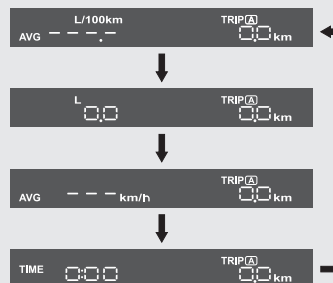 L/100km TRIP A
AVG ---.- 0.0 km
L TRIP A
0.0 0.0 km
TRIP A
AVG --- km/h 0.0 km
TRIP A
TIME 0:00 0.0 km